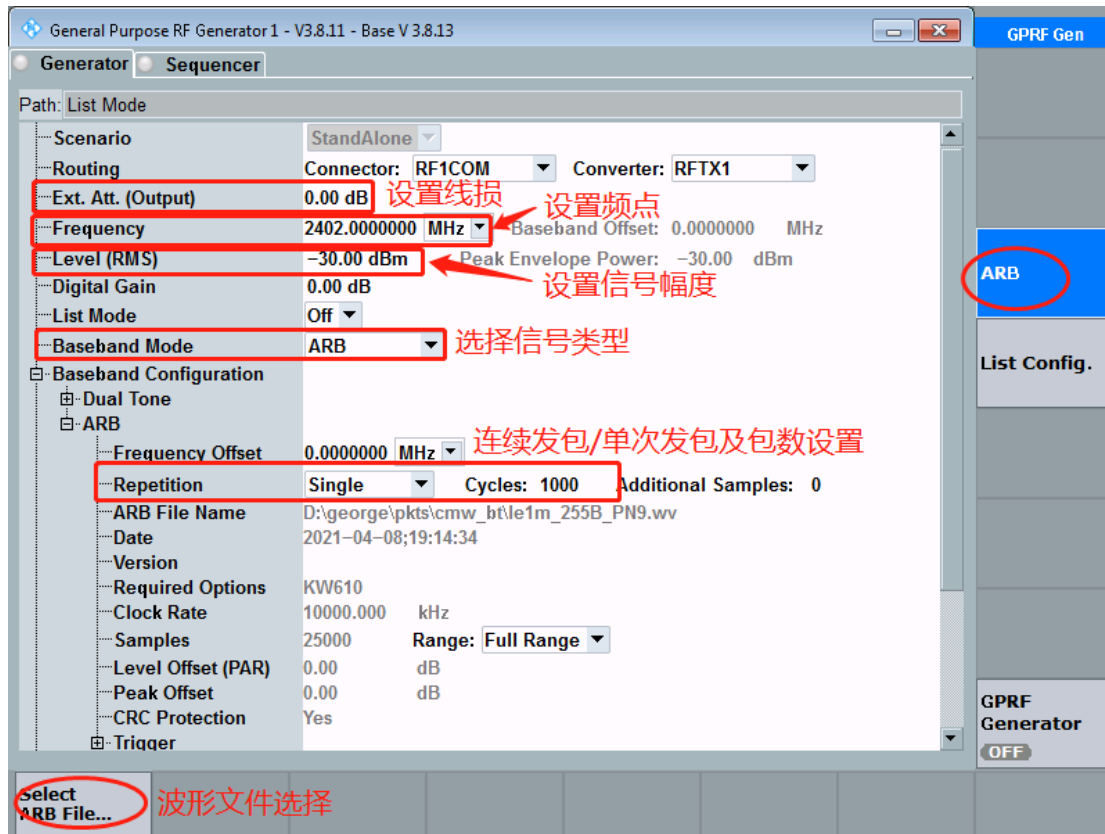 General Purpose RF Generator 1 - V3.8.11 - Base V 3.8.13
GPRF Gen
Generator Sequencer
Path: List Mode
Scenario StandAlone
Routing Connector: RF1COM Converter: RFTX1
Ext. Att. (Output) 0.00 dB 设置线损
设置频点
Frequency 2402.0000000 MHz Baseband Offset: 0.0000000 MHz
Level (RMS) −30.00 dBm Peak Envelope Power: −30.00 dBm
ARB
Digital Gain 0.00 dB 设置信号幅度
List Mode Off
Baseband Mode ARB 选择信号类型
List Config.
Baseband Configuration
Dual Tone
ARB
连续发包/单次发包及包数设置
Frequency Offset 0.0000000 MHz
Repetition Single Cycles: 1000 Additional Samples: 0
ARB File Name D:\george\pkts\cmw_bt\le1m_255B_PN9.wv
Date 2021−04−08;19:14:34
Version
Required Options KW610
Clock Rate 10000.000 kHz
Samples 25000 Range: Full Range
Level Offset (PAR) 0.00 dB
Peak Offset 0.00 dB
CRC Protection Yes
Trigger
GPRF
Generator
OFF
Select
ARB File...
波形文件选择